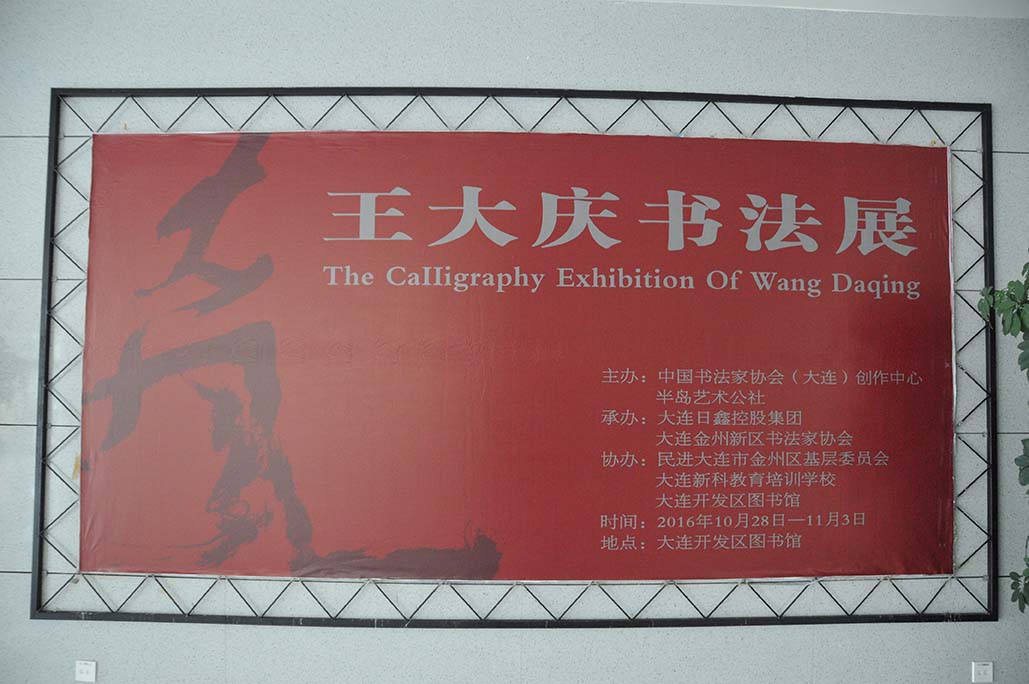 王大庆书法展
The Calligraphy Exhibition Of Wang Daqing
主办：中国书法家协会（大连）创作中心
半岛艺术公社
承办：大连日鑫控股集团
大连金州新区书法家协会
协办：民进大连市金州区基层委员会
大连新科教育培训学校
大连开发区图书馆
时间：2016年10月28日—11月3日
地点：大连开发区图书馆